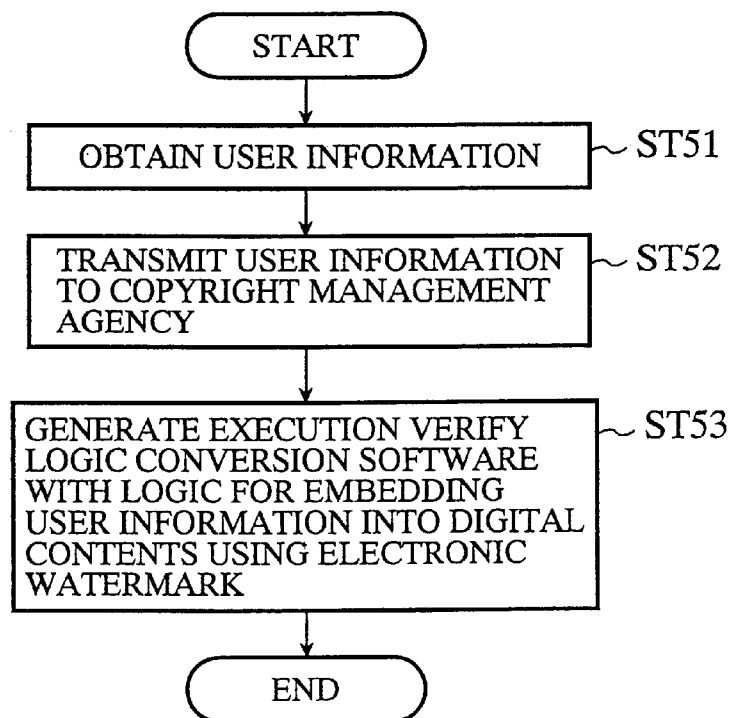 START
OBTAIN USER INFORMATION
ST51
TRANSMIT USER INFORMATION
TO COPYRIGHT MANAGEMENT
AGENCY
ST52
GENERATE EXECUTION VERIFY
LOGIC CONVERSION SOFTWARE
WITH LOGIC FOR EMBEDDING
USER INFORMATION INTO DIGITAL
CONTENTS USING ELECTRONIC
WATERMARK
ST53
END